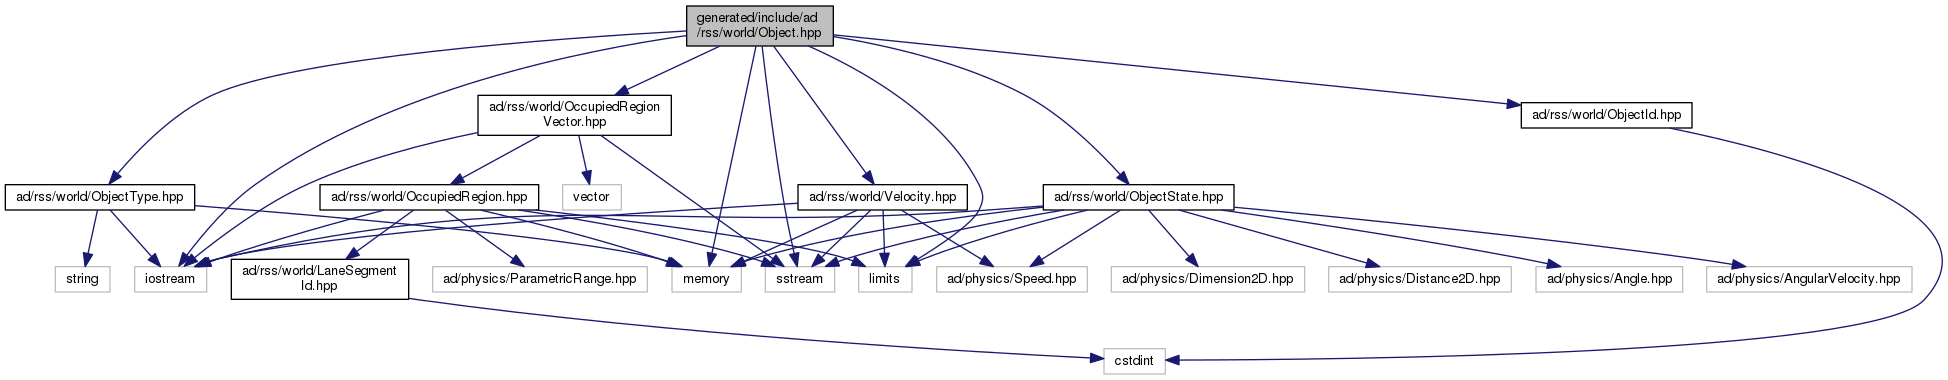 generated/include/ad
/rss/world/Object.hpp
ad/rss/world/OccupiedRegion
Vector.hpp
ad/rss/world/ObjectId.hpp
ad/rss/world/ObjectType.hpp
ad/rss/world/OccupiedRegion.hpp
vector
ad/rss/world/Velocity.hpp
ad/rss/world/ObjectState.hpp
string
iostream
ad/rss/world/LaneSegment
Id.hpp
ad/physics/ParametricRange.hpp
memory
sstream
limits
ad/physics/Speed.hpp
ad/physics/Dimension2D.hpp
ad/physics/Distance2D.hpp
ad/physics/Angle.hpp
ad/physics/AngularVelocity.hpp
cstdint